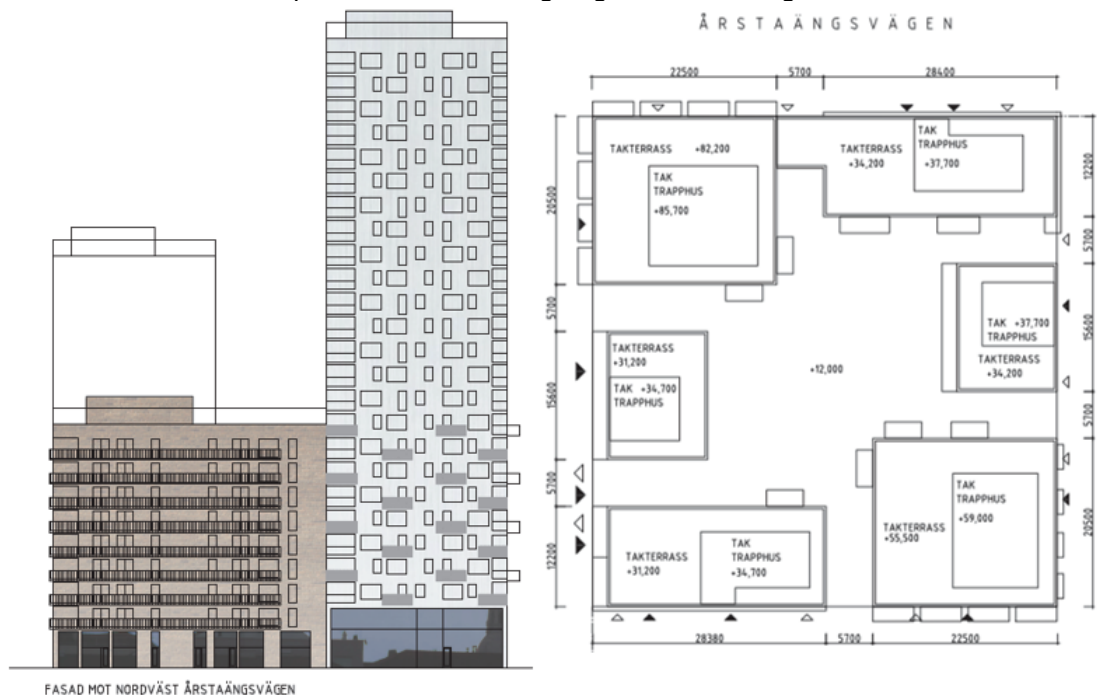 ÅRSTAÄNGSVÄGEN
22500
5700
28400
TAKTERRASS +82,200
TAK
TRAPPHUS
+85,700
TAKTERRASS
+34,200
TAK
TRAPPHUS
+37,700
20500
5700
15600
5700
12200
12200
5700
15600
5700
20500
TAK +37,700
TRAPPHUS
TAKTERRASS
+34,200
TAKTERRASS
+31,200
TAK +34,700
TRAPPHUS
+12,000
TAK
TRAPPHUS
+59,000
TAKTERRASS
+55,500
TAKTERRASS
+31,200
TAK
TRAPPHUS
+34,700
28380
5700
22500
FASAD MOT NORDVÄST ÅRSTAÄNGSVÄGEN